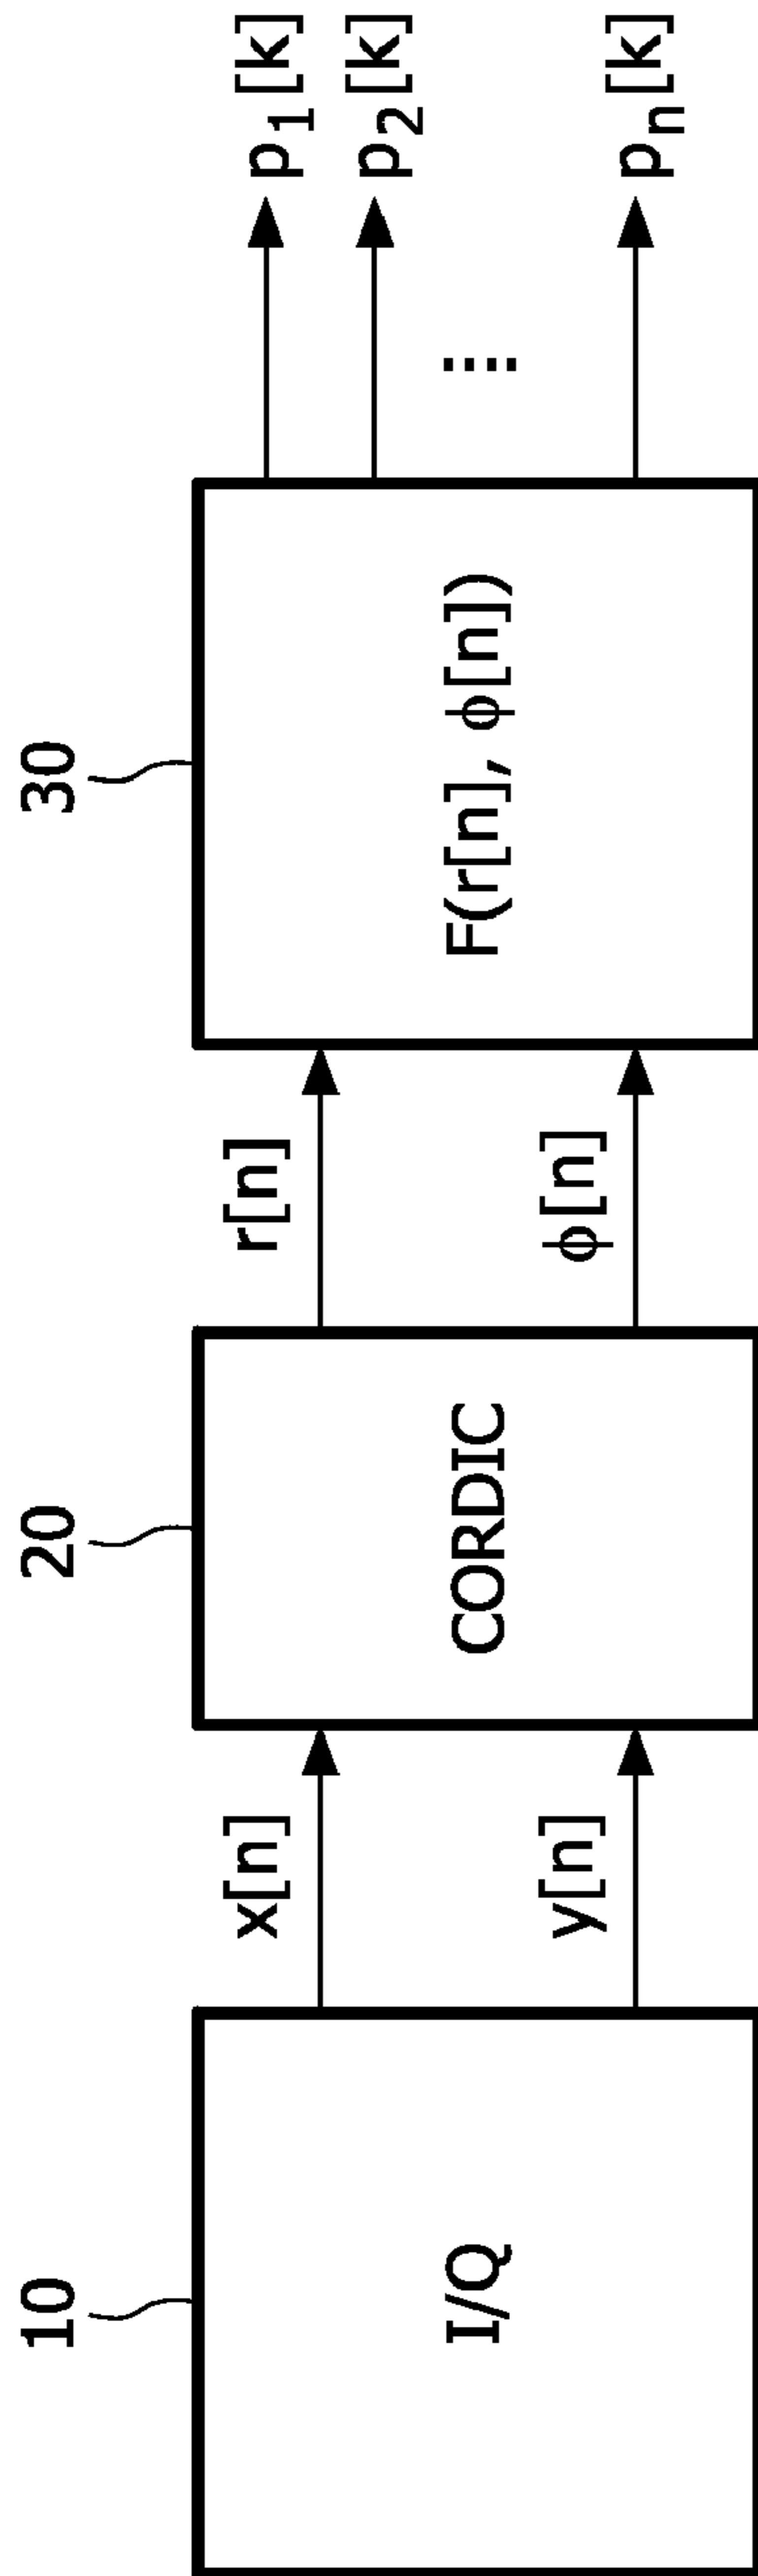 10
I/Q
x[n]
y[n]
20
CORDIC
r[n]
ϕ[n]
30
F(r[n], ϕ[n])
p1[k]
p2[k]
pn[k]